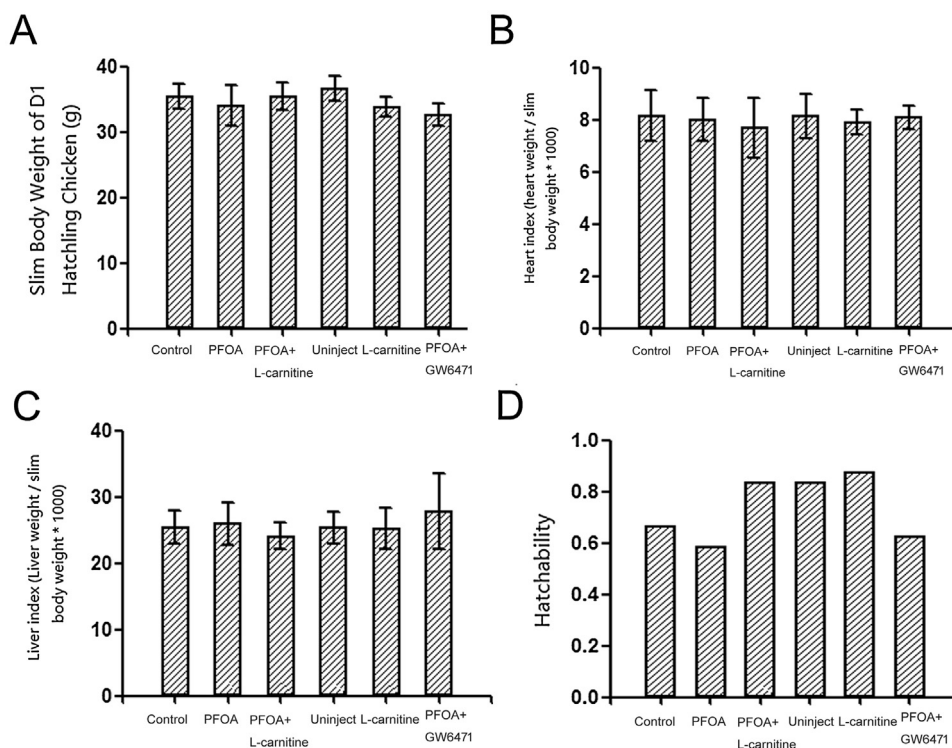 A
Slim Body Weight of D1
Hatchling Chicken (g)
40
30
20
10
0
Control PFOA PFOA+ Uninject L-carnitine PFOA+
L-carnitine GW6471
B
Heart index (heart weight / slim
body weight * 1000)
10
8
6
4
2
0
Control PFOA PFOA+ Uninject L-carnitine PFOA+
L-carnitine GW6471
C
Liver index (Liver weight / slim
body weight * 1000)
40
30
20
10
0
Control PFOA PFOA+ Uninject L-carnitine PFOA+
L-carnitine GW6471
D
Hatchability
1.0
0.8
0.6
0.4
0.2
0.0
Control PFOA PFOA+ Uninject L-carnitine PFOA+
L-carnitine GW6471